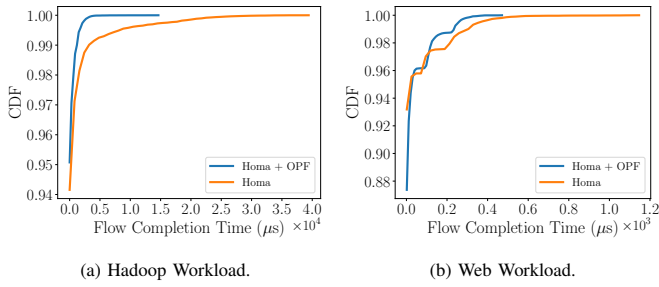 1.00
0.99
0.98
0.97
0.96
0.95
0.94
CDF
0.0 0.5 1.0 1.5 2.0 2.5 3.0 3.5 4.0
Flow Completion Time (μs) ×10⁴
Homa + OPF
Homa
(a) Hadoop Workload.
1.00
0.98
0.96
0.94
0.92
0.90
0.88
CDF
0.0 0.2 0.4 0.6 0.8 1.0 1.2
Flow Completion Time (μs) ×10³
Homa + OPF
Homa
(b) Web Workload.